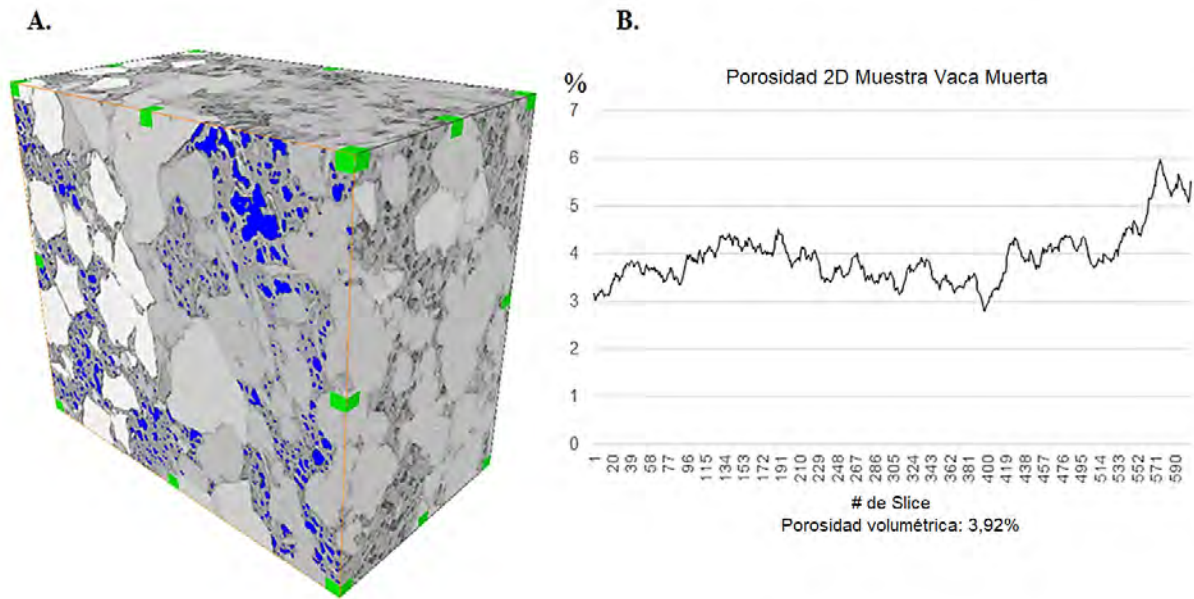 A.
B.
%
Porosidad 2D Muestra Vaca Muerta
7
6
5
4
3
2
1
0
1 20 39 58 77 96 115 134 153 172 191 210 229 248 267 286 305 324 343 362 381 400 419 438 457 476 495 514 533 552 571 590
# de Slice
Porosidad volumétrica: 3,92%